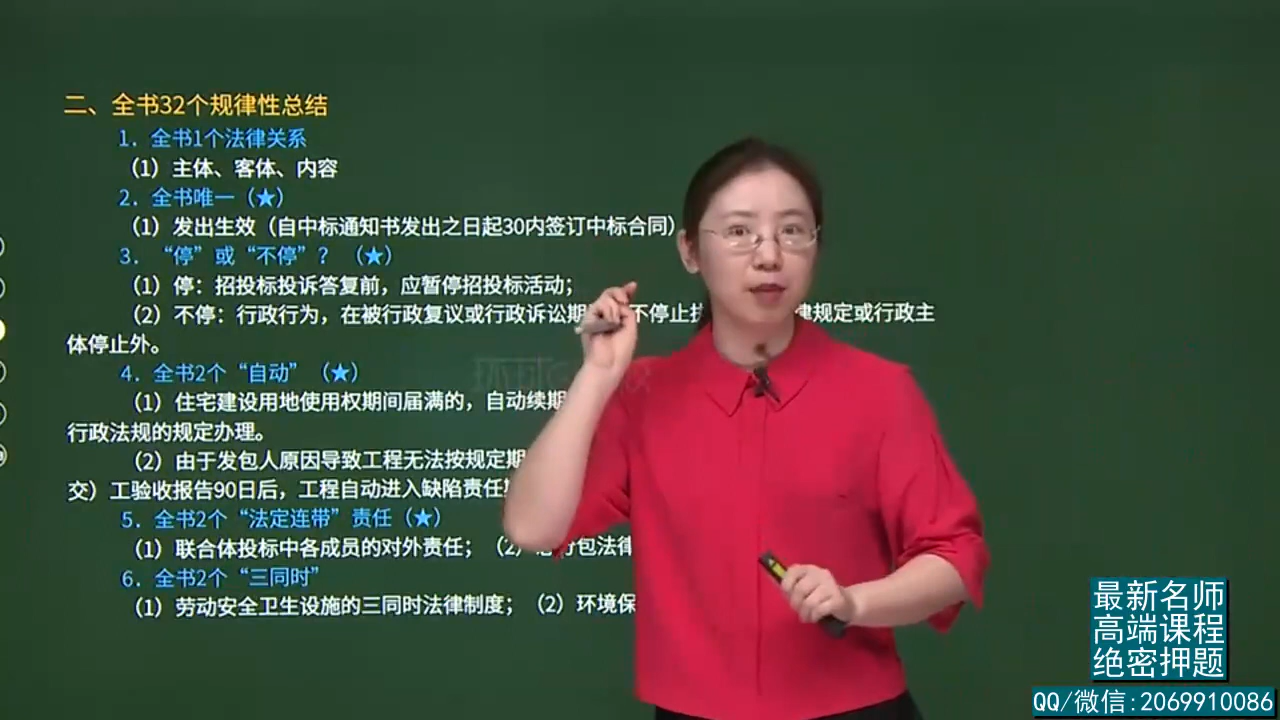 二、全书32个规律性总结
1．全书1个法律关系
（1）主体、客体、内容
2．全书唯一（★）
（1）发出生效（自中标通知书发出之日起30内签订中标合同）
3．“停”或“不停”？（★）
（1）停：招投标投诉答复前，应暂停招投标活动；
（2）不停：行政行为，在被行政复议或行政诉讼期 不停止执 律规定或行政主
体停止外。
4．全书2个“自动”（★）
（1）住宅建设用地使用权期间届满的，自动续期
行政法规的规定办理。
（2）由于发包人原因导致工程无法按规定期
交）工验收报告90日后，工程自动进入缺陷责任期
5．全书2个“法定连带”责任（★）
（1）联合体投标中各成员的对外责任；（2） 包法律
6．全书2个“三同时”
（1）劳动安全卫生设施的三同时法律制度；（2）环境保
最新名师
高端课程
绝密押题
QQ/微信:2069910086